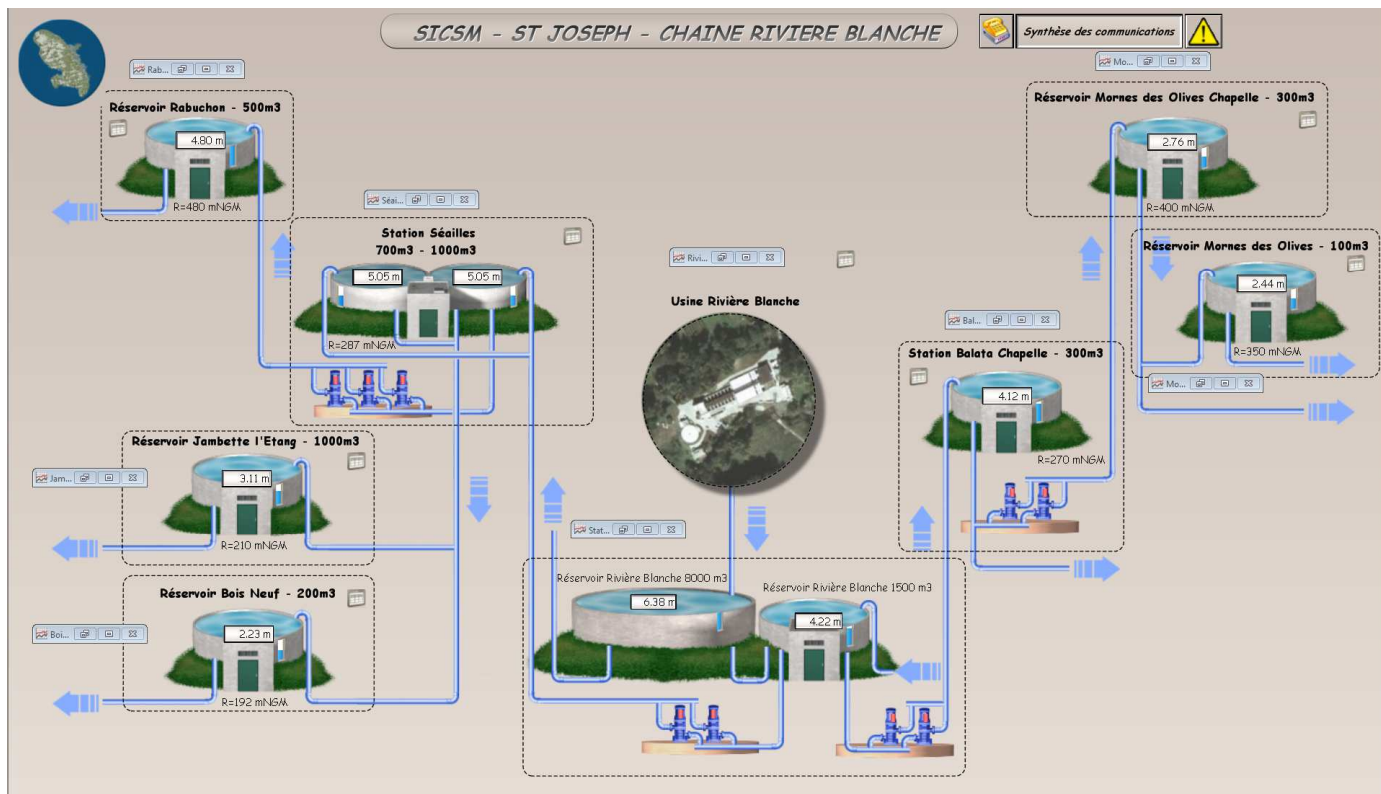 SICSM - ST JOSEPH - CHAINE RIVIERE BLANCHE
Synthèse des communications
Rab...
Réservoir Rabuchon - 500m3
4.80 m
R=480 mNGM
Séai...
Station Séailles
700m3 - 1000m3
5.05 m
5.05 m
R=287 mNGM
Réservoir Jambette l'Etang - 1000m3
Jam...
3.11 m
R=210 mNGM
Réservoir Bois Neuf - 200m3
Boi...
2.23 m
R=192 mNGM
Rivi...
Usine Rivière Blanche
Stat...
Réservoir Rivière Blanche 8000 m3
6.38 m
Réservoir Rivière Blanche 1500 m3
4.22 m
Bal...
Station Balata Chapelle - 300m3
4.12 m
R=270 mNGM
Mo...
Réservoir Mornes des Olives Chapelle - 300m3
2.76 m
R=400 mNGM
Réservoir Mornes des Olives - 100m3
2.44 m
R=350 mNGM
Mo...